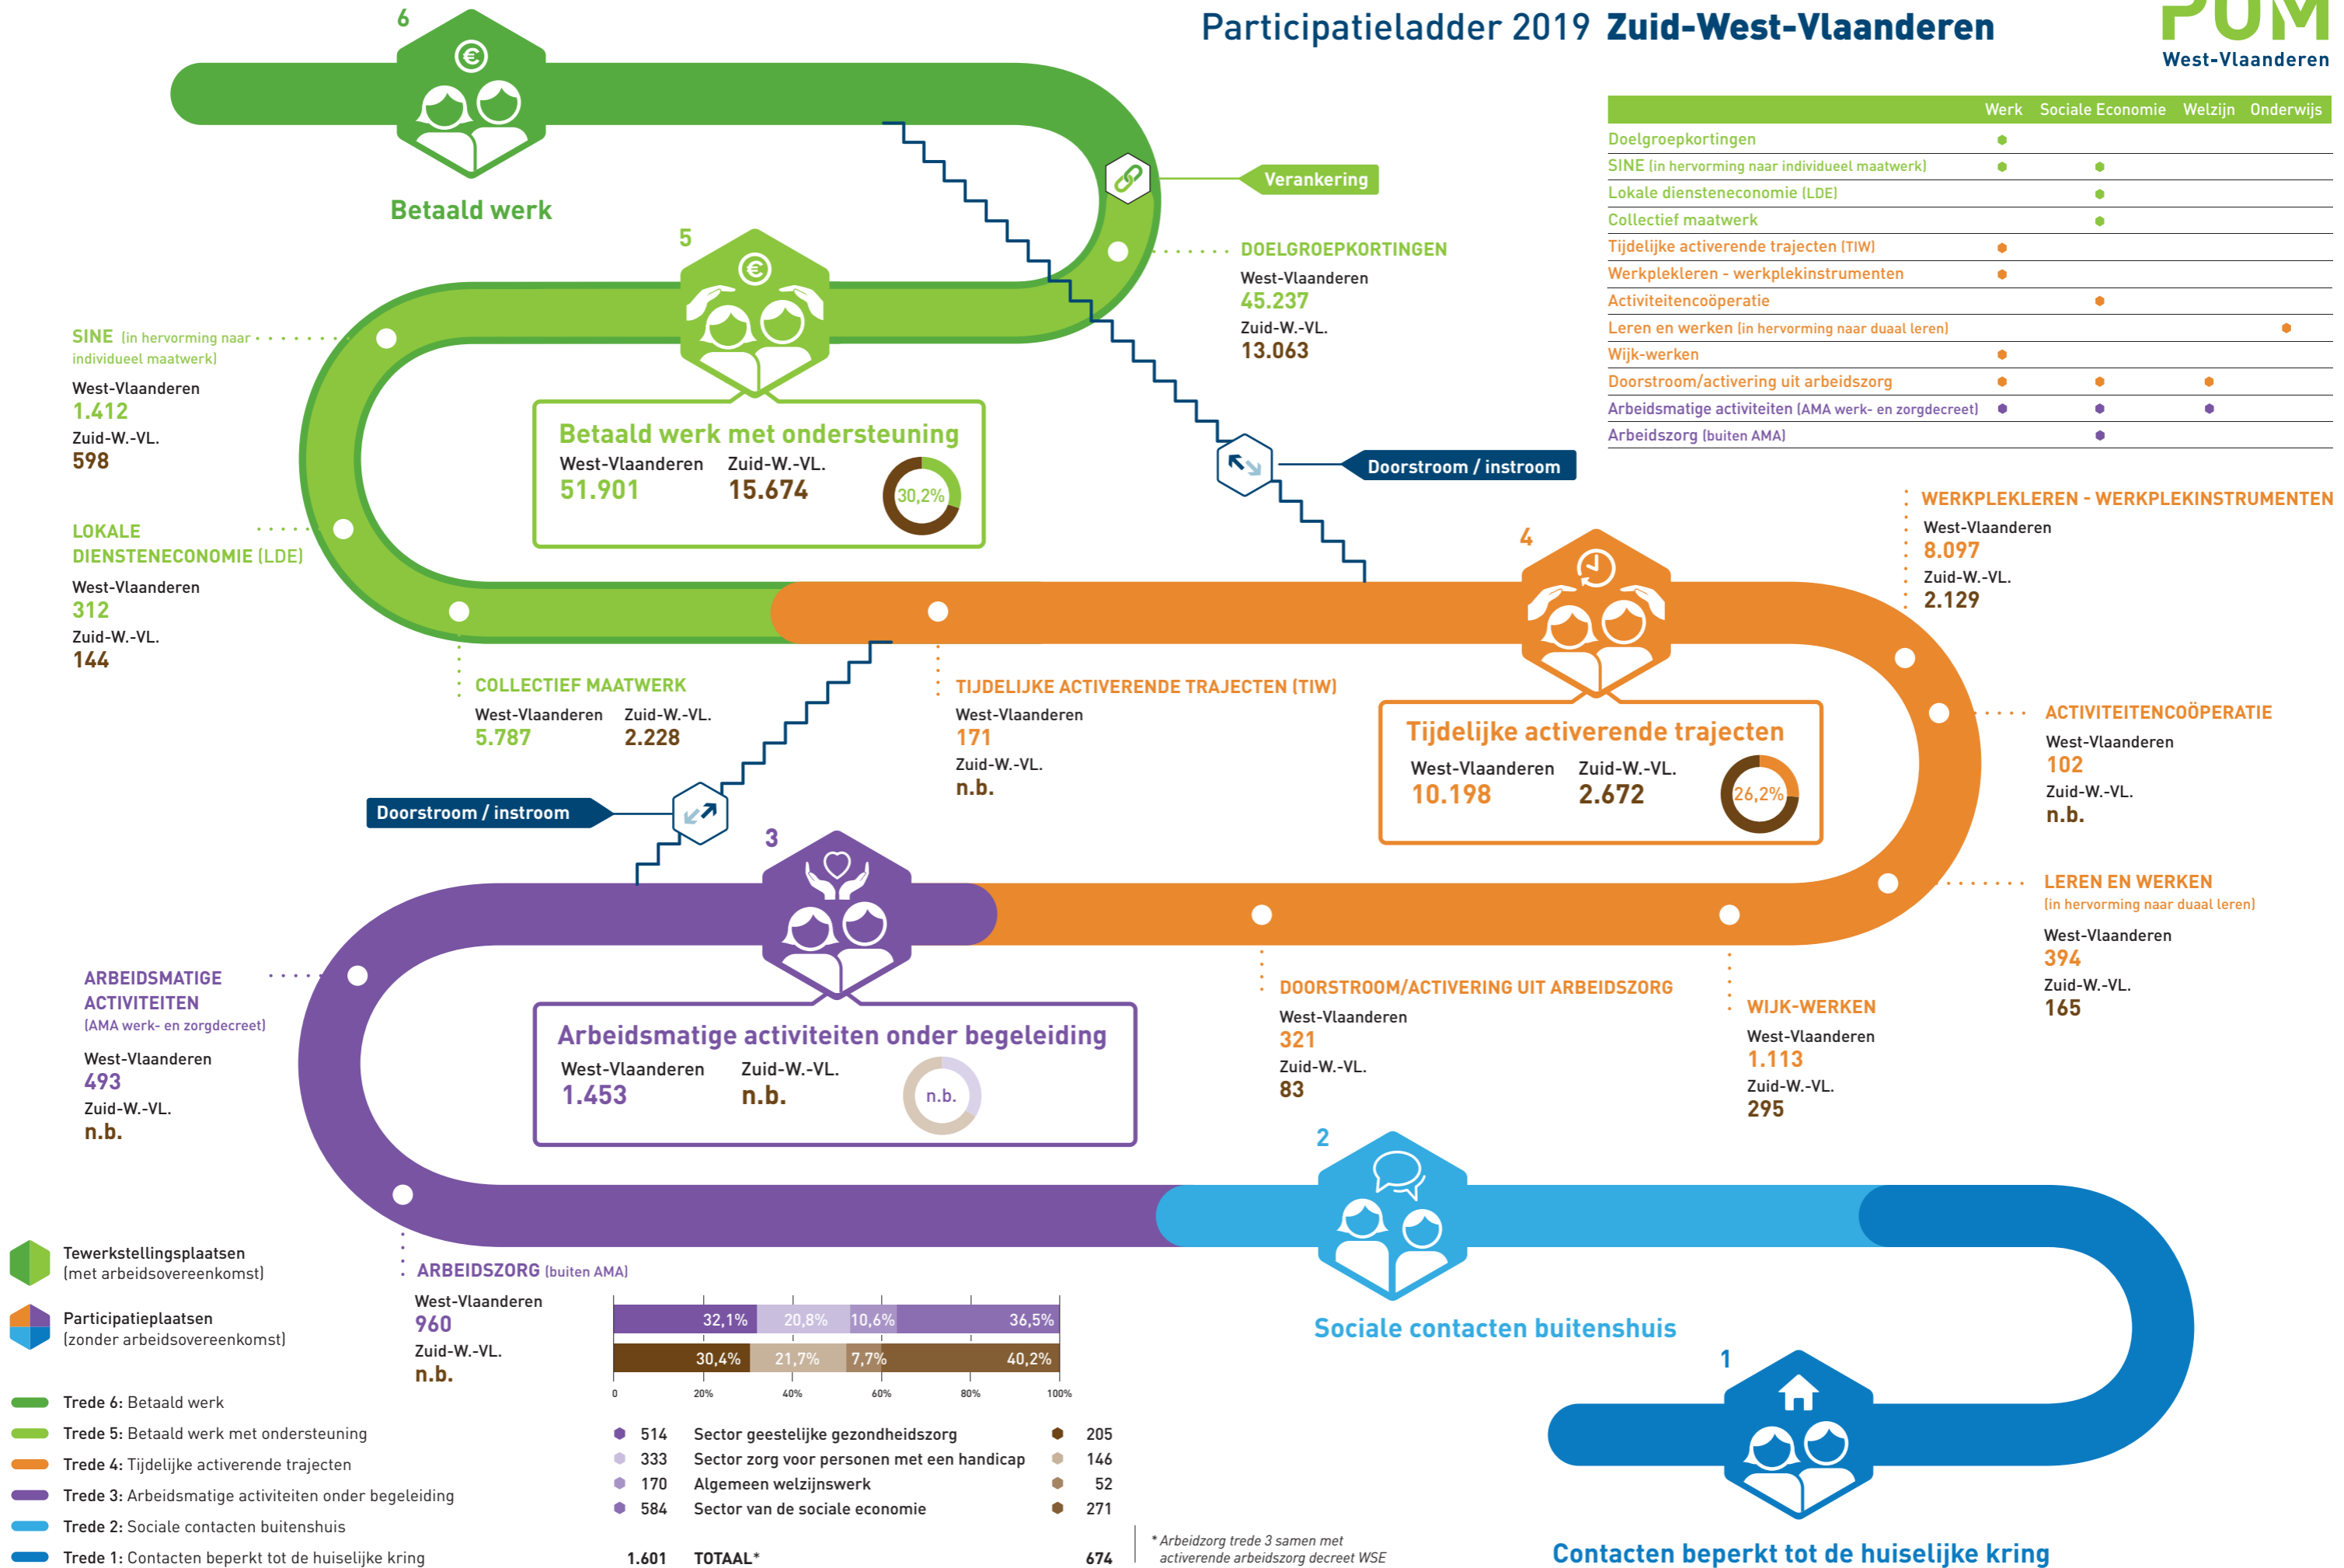 Participatieladder 2019 Zuid-West-Vlaanderen
POM
West-Vlaanderen
Werk Sociale Economie Welzijn Onderwijs
Doelgroepkortingen
SINE (in hervorming naar individueel maatwerk)
Lokale diensteneconomie (LDE)
Collectief maatwerk
Tijdelijke activerende trajecten (TIW)
Werkplekleren - werkplekinstrumenten
Activiteitencoöperatie
Leren en werken (in hervorming naar duaal leren)
Wijk-werken
Doorstroom/activering uit arbeidszorg
Arbeidsmatige activiteiten (AMA werk- en zorgdecreet)
Arbeidszorg (buiten AMA)
6
€
Betaald werk
Verankering
5
€
DOELGROEPKORTINGEN
West-Vlaanderen
45.237
Zuid-W.-VL.
13.063
SINE (in hervorming naar
individueel maatwerk)
West-Vlaanderen
1.412
Zuid-W.-VL.
598
Betaald werk met ondersteuning
West-Vlaanderen Zuid-W.-VL.
51.901 15.674
30,2%
Doorstroom / instroom
LOKALE
DIENSTENECONOMIE (LDE)
West-Vlaanderen
312
Zuid-W.-VL.
144
COLLECTIEF MAATWERK
West-Vlaanderen Zuid-W.-VL.
5.787 2.228
TIJDELIJKE ACTIVERENDE TRAJECTEN (TIW)
West-Vlaanderen
171
Zuid-W.-VL.
n.b.
4
Tijdelijke activerende trajecten
West-Vlaanderen Zuid-W.-VL.
10.198 2.672
26,2%
WERKPLEKLEREN - WERKPLEKINSTRUMENTEN
West-Vlaanderen
8.097
Zuid-W.-VL.
2.129
ACTIVITEITENCOÖPERATIE
West-Vlaanderen
102
Zuid-W.-VL.
n.b.
LEREN EN WERKEN
(in hervorming naar duaal leren)
West-Vlaanderen
394
Zuid-W.-VL.
165
WIJK-WERKEN
West-Vlaanderen
1.113
Zuid-W.-VL.
295
DOORSTROOM/ACTIVERING UIT ARBEIDSZORG
West-Vlaanderen
321
Zuid-W.-VL.
83
Doorstroom / instroom
3
Arbeidsmatige activiteiten onder begeleiding
West-Vlaanderen Zuid-W.-VL.
1.453 n.b.
n.b.
ARBEIDSMATIGE
ACTIVITEITEN
(AMA werk- en zorgdecreet)
West-Vlaanderen
493
Zuid-W.-VL.
n.b.
ARBEIDSZORG (buiten AMA)
West-Vlaanderen
960
Zuid-W.-VL.
n.b.
32,1% 20,8% 10,6% 36,5%
30,4% 21,7% 7,7% 40,2%
0 20% 40% 60% 80% 100%
514 Sector geestelijke gezondheidszorg 205
333 Sector zorg voor personen met een handicap 146
170 Algemeen welzijnswerk 52
584 Sector van de sociale economie 271
1.601 TOTAAL* 674
* Arbeidzorg trede 3 samen met
activerende arbeidszorg decreet WSE
2
Sociale contacten buitenshuis
1
Contacten beperkt tot de huiselijke kring
Tewerkstellingsplaatsen
(met arbeidsovereenkomst)
Participatieplaatsen
(zonder arbeidsovereenkomst)
Trede 6: Betaald werk
Trede 5: Betaald werk met ondersteuning
Trede 4: Tijdelijke activerende trajecten
Trede 3: Arbeidsmatige activiteiten onder begeleiding
Trede 2: Sociale contacten buitenshuis
Trede 1: Contacten beperkt tot de huiselijke kring